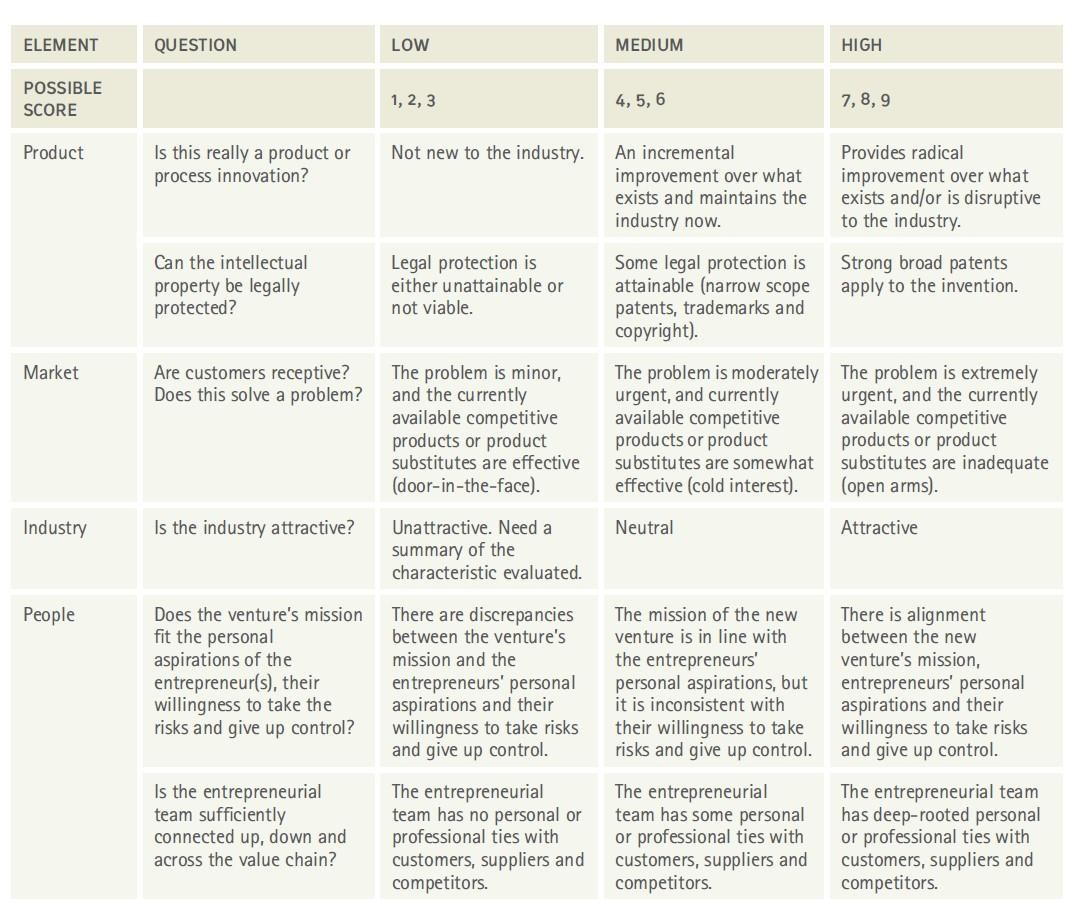 ELEMENT
QUESTION
LOW
MEDIUM
HIGH
POSSIBLE
SCORE
1, 2, 3
4, 5, 6
7, 8, 9
Product
Is this really a product or
process innovation?
Not new to the industry.
An incremental
improvement over what
exists and maintains the
industry now.
Provides radical
improvement over what
exists and/or is disruptive
to the industry.
Can the intellectual
property be legally
protected?
Legal protection is
either unattainable or
not viable.
Some legal protection is
attainable (narrow scope
patents, trademarks and
copyright).
Strong broad patents
apply to the invention.
Market
Are customers receptive?
Does this solve a problem?
The problem is minor,
and the currently
available competitive
products or product
substitutes are effective
(door-in-the-face).
The problem is moderately
urgent, and currently
available competitive
products or product
substitutes are somewhat
effective (cold interest).
The problem is extremely
urgent, and the currently
available competitive
products or product
substitutes are inadequate
(open arms).
Industry
Is the industry attractive?
Unattractive. Need a
summary of the
characteristic evaluated.
Neutral
Attractive
People
Does the venture's mission
fit the personal
aspirations of the
entrepreneur(s), their
willingness to take the
risks and give up control?
There are discrepancies
between the venture's
mission and the
entrepreneurs' personal
aspirations and their
willingness to take risks
and give up control.
The mission of the new
venture is in line with
the entrepreneurs'
personal aspirations, but
it is inconsistent with
their willingness to take
risks and give up control.
There is alignment
between the new
venture's mission,
entrepreneurs' personal
aspirations and their
willingness to take risks
and give up control.
Is the entrepreneurial
team sufficiently
connected up, down and
across the value chain?
The entrepreneurial
team has no personal or
professional ties with
customers, suppliers and
competitors.
The entrepreneurial
team has some personal
or professional ties with
customers, suppliers and
competitors.
The entrepreneurial team
has deep-rooted personal
or professional ties with
customers, suppliers and
competitors.